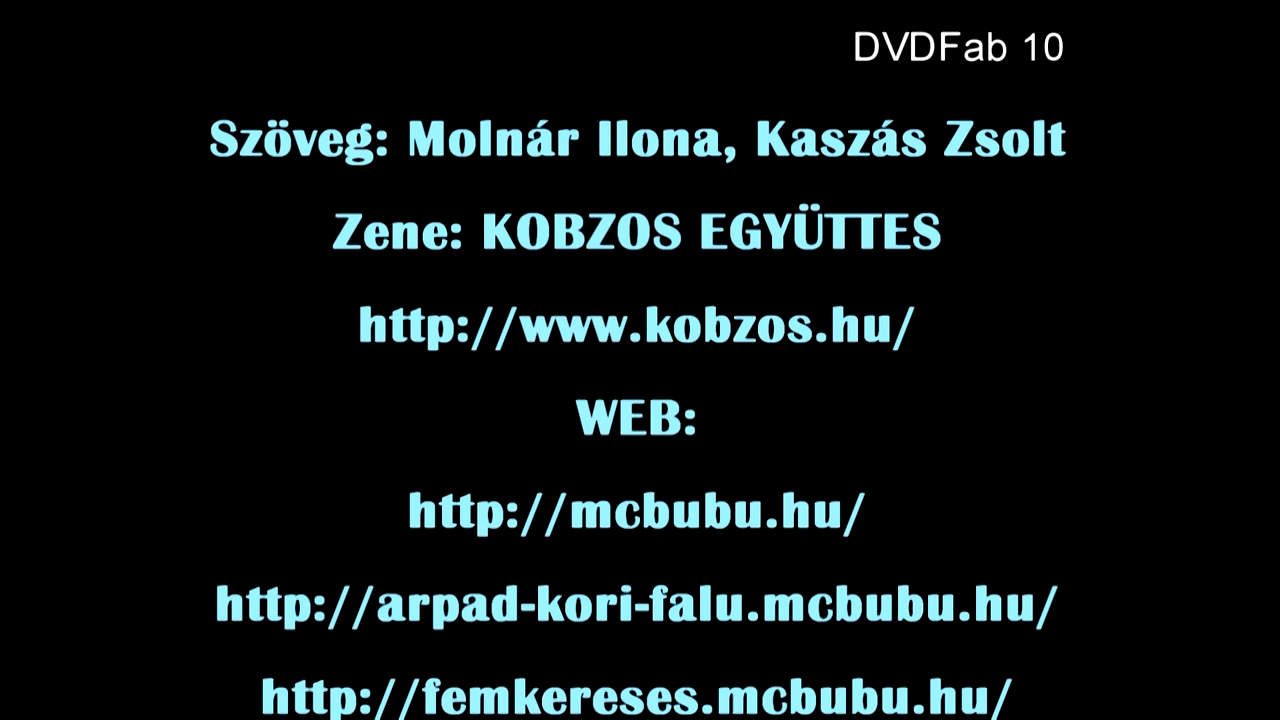 DVDFab 10
Szöveg: Molnár Ilona, Kaszás Zsolt
Zene: KOBZOS EGYÜTTES
http://www.kobzos.hu/
WEB:
http://mcbubu.hu/
http://arpad-kori-falu.mcbubu.hu/
http://femkereses.mcbubu.hu/